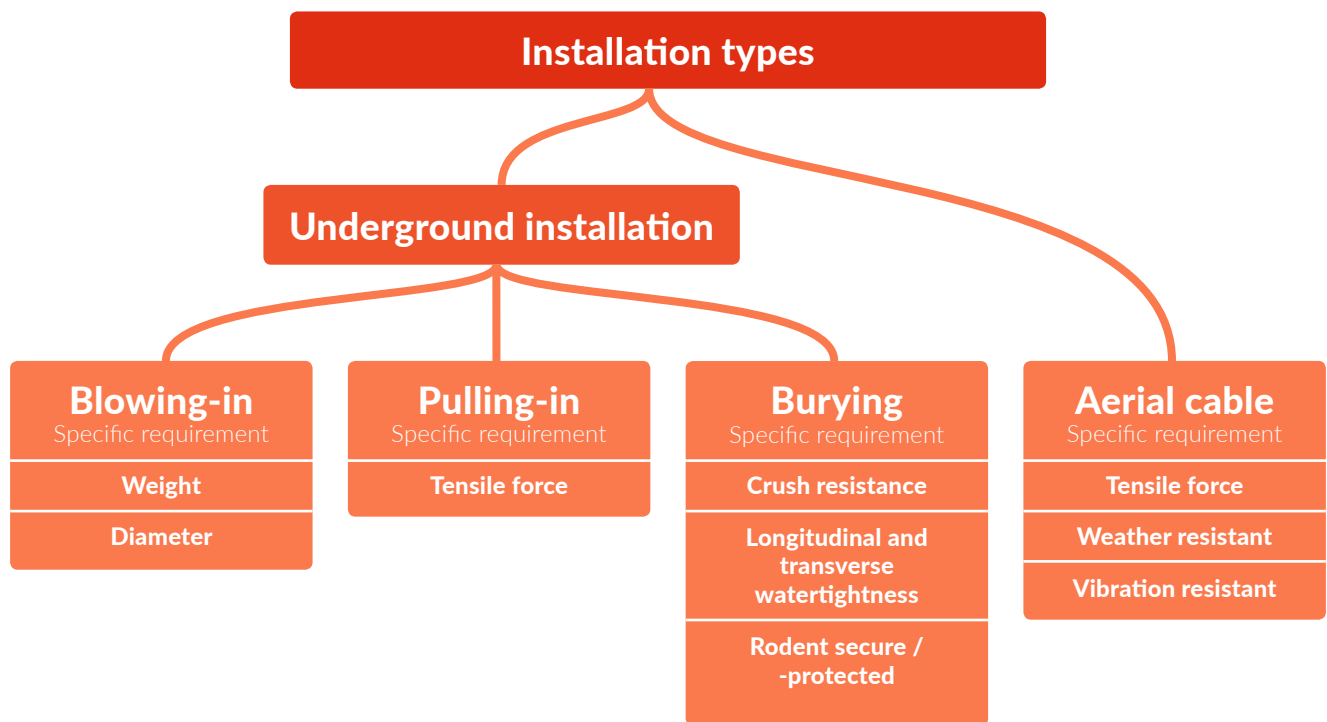 Installation types
Underground installation
Blowing-in
Specific requirement
Weight
Diameter
Pulling-in
Specific requirement
Tensile force
Burying
Specific requirement
Crush resistance
Longitudinal and
transverse
watertightness
Rodent secure /
-protected
Aerial cable
Specific requirement
Tensile force
Weather resistant
Vibration resistant